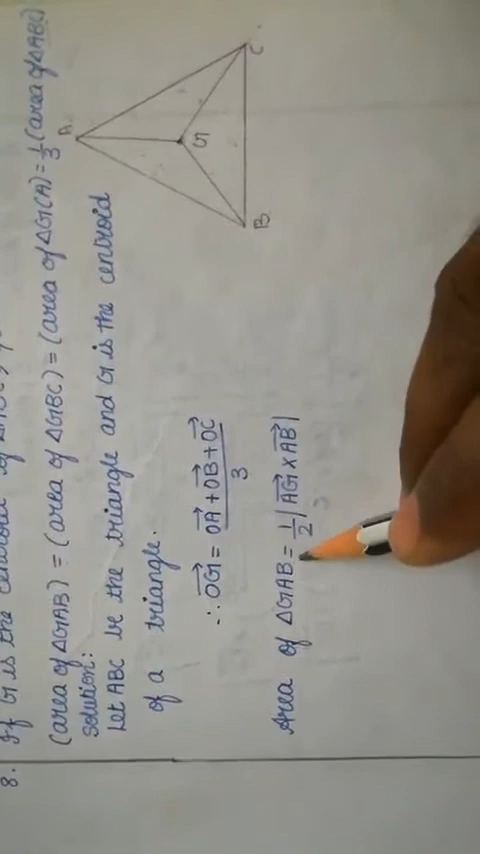 8. If G is the centroid of
(area of ΔGAB) = (area of ΔGBC) = (area of ΔGCA) = 1/3 (area of ΔABC)
Solution:
Let ABC be the triangle and G is the centroid
of a triangle.
∴ OG⃗ = (OA⃗ + OB⃗ + OC⃗)/3
Area of ΔGAB = 1/2 |AG⃗ × AB⃗|
A
G
B
C